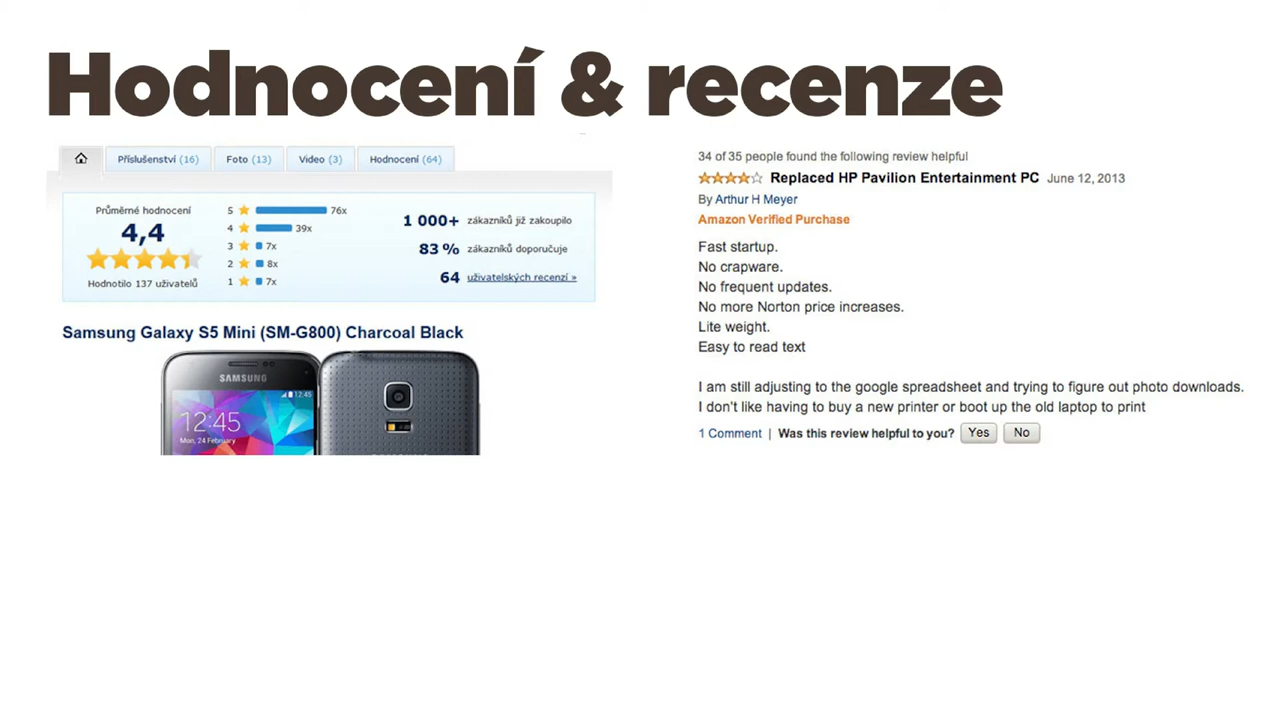 Hodnocení & recenze
Příslušenství (16)
Foto (13)
Video (3)
Hodnocení (64)
Průměrné hodnocení
4,4
Hodnotilo 137 uživatelů
5 76x
4 39x
3 7x
2 8x
1 7x
1 000+ zákazníků již zakoupilo
83 % zákazníků doporučuje
64 uživatelských recenzí »
Samsung Galaxy S5 Mini (SM-G800) Charcoal Black
SAMSUNG
12:45
12:45
Mon, 24 February
34 of 35 people found the following review helpful
Replaced HP Pavilion Entertainment PC June 12, 2013
By Arthur H Meyer
Amazon Verified Purchase
Fast startup.
No crapware.
No frequent updates.
No more Norton price increases.
Lite weight.
Easy to read text
I am still adjusting to the google spreadsheet and trying to figure out photo downloads.
I don't like having to buy a new printer or boot up the old laptop to print
1 Comment | Was this review helpful to you? Yes No